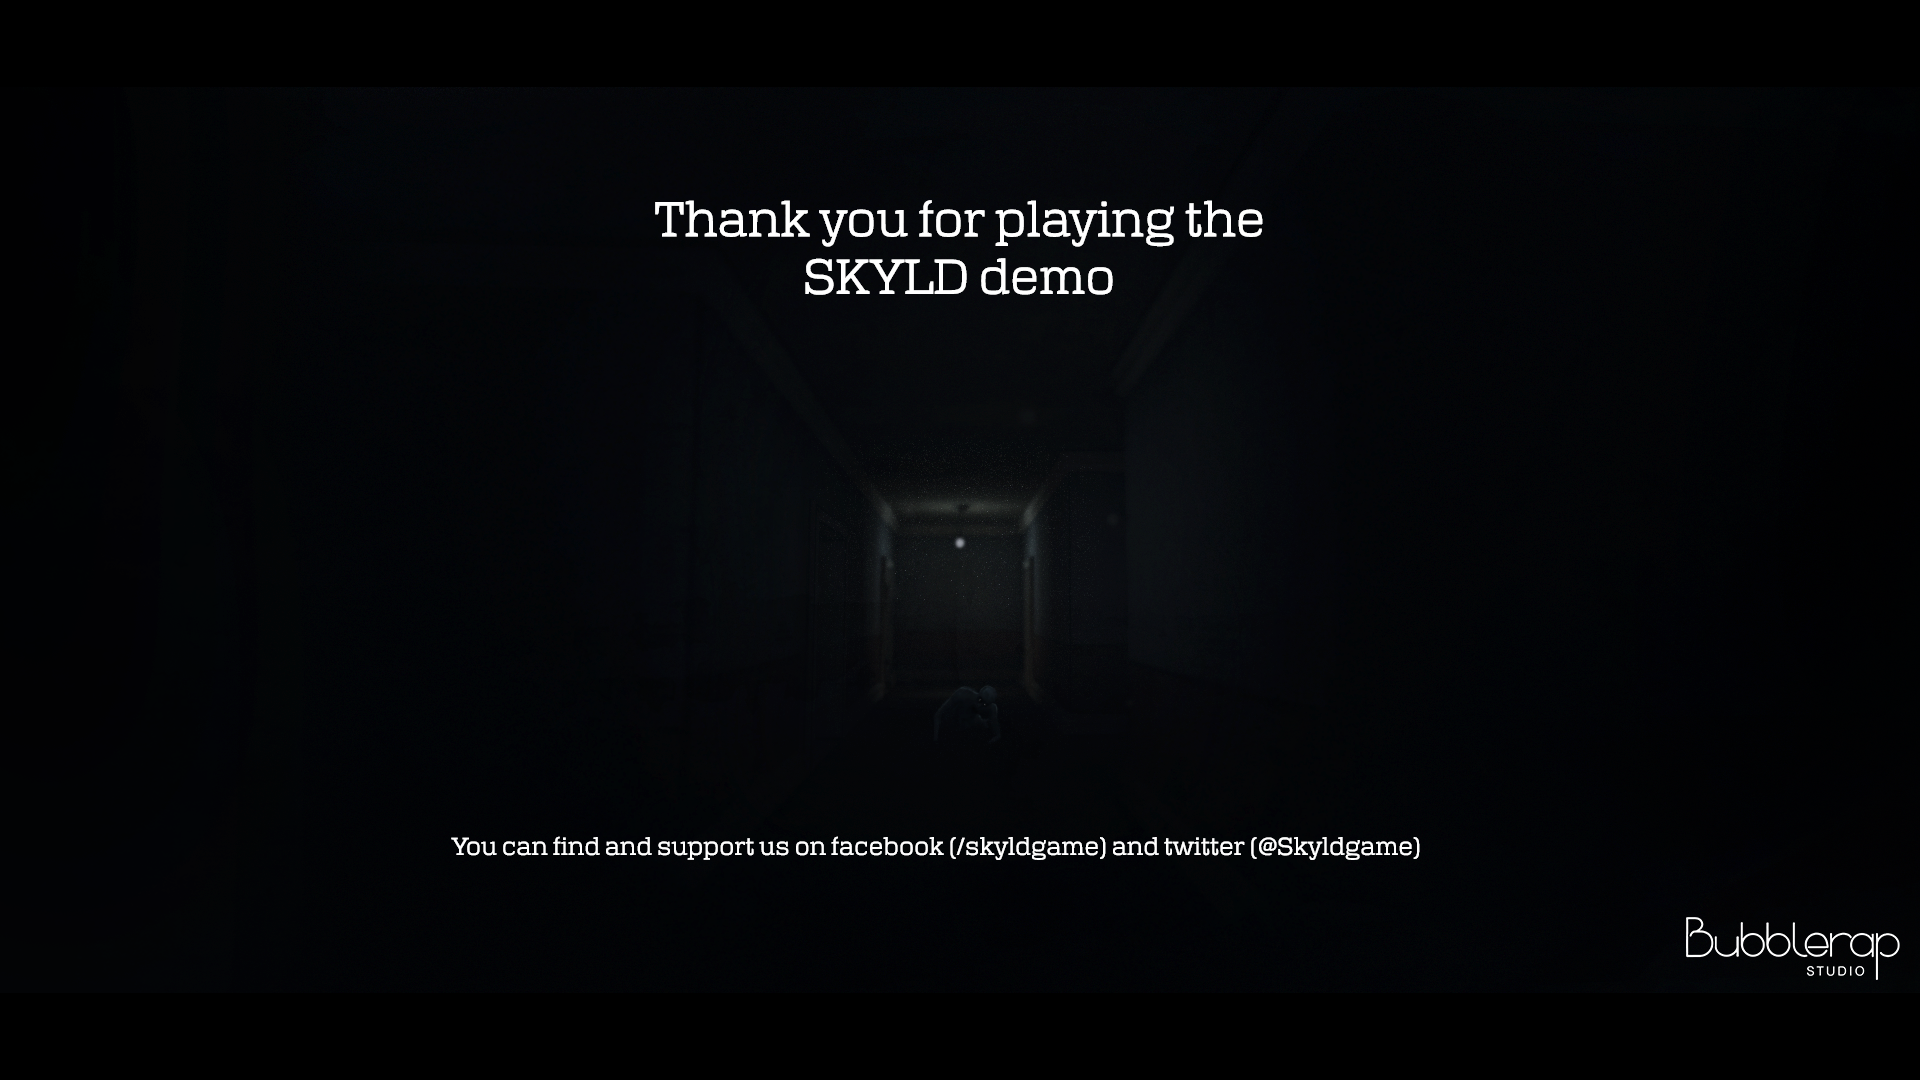 Thank you for playing the
SKYLD demo
You can find and support us on facebook (/skyldgame) and twitter (@Skyldgame)
Bubblerap
STUDIO